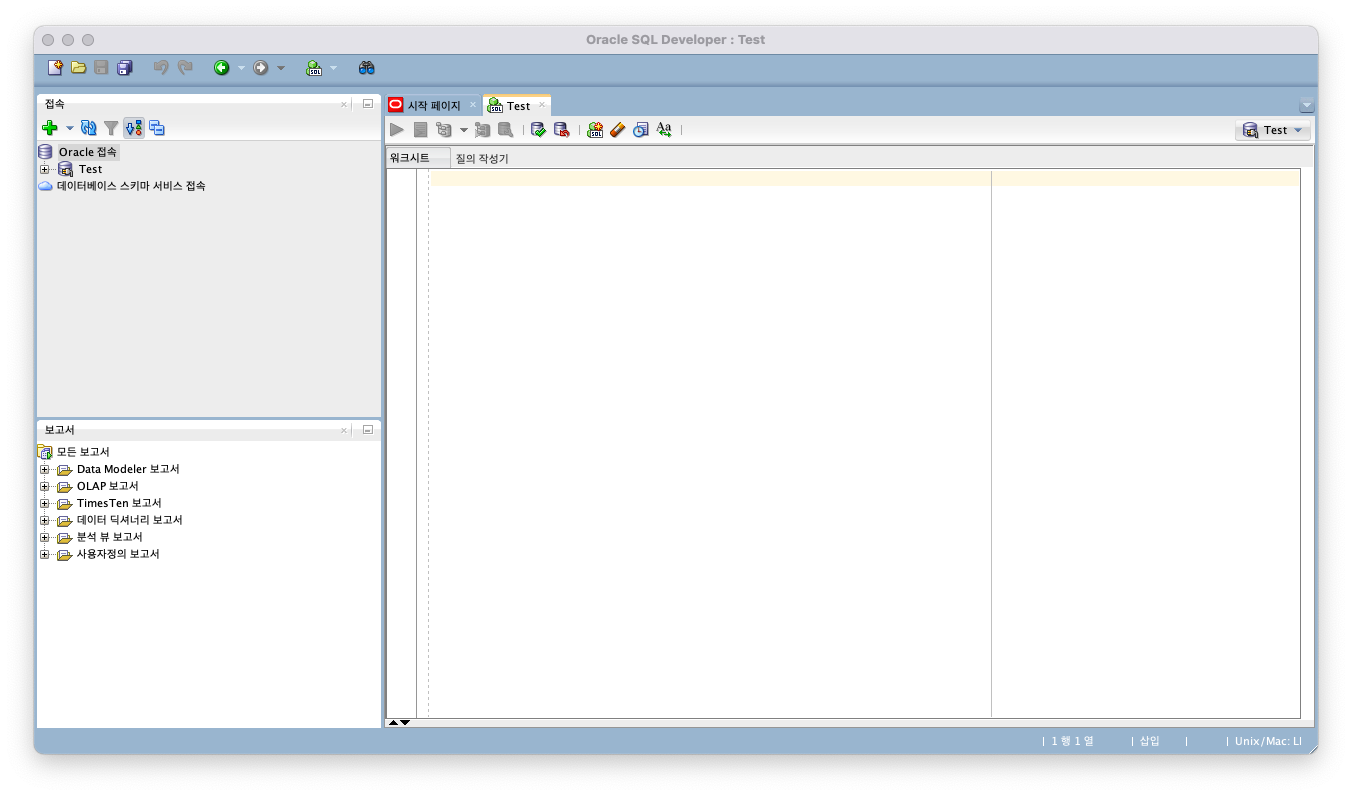 Oracle SQL Developer : Test
접속
Oracle 접속
Test
데이터베이스 스키마 서비스 접속
보고서
모든 보고서
Data Modeler 보고서
OLAP 보고서
TimesTen 보고서
데이터 딕셔너리 보고서
분석 뷰 보고서
사용자정의 보고서
시작 페이지
Test
Aa
Test
워크시트
질의 작성기
1 행 1 열
삽입
Unix/Mac: LI